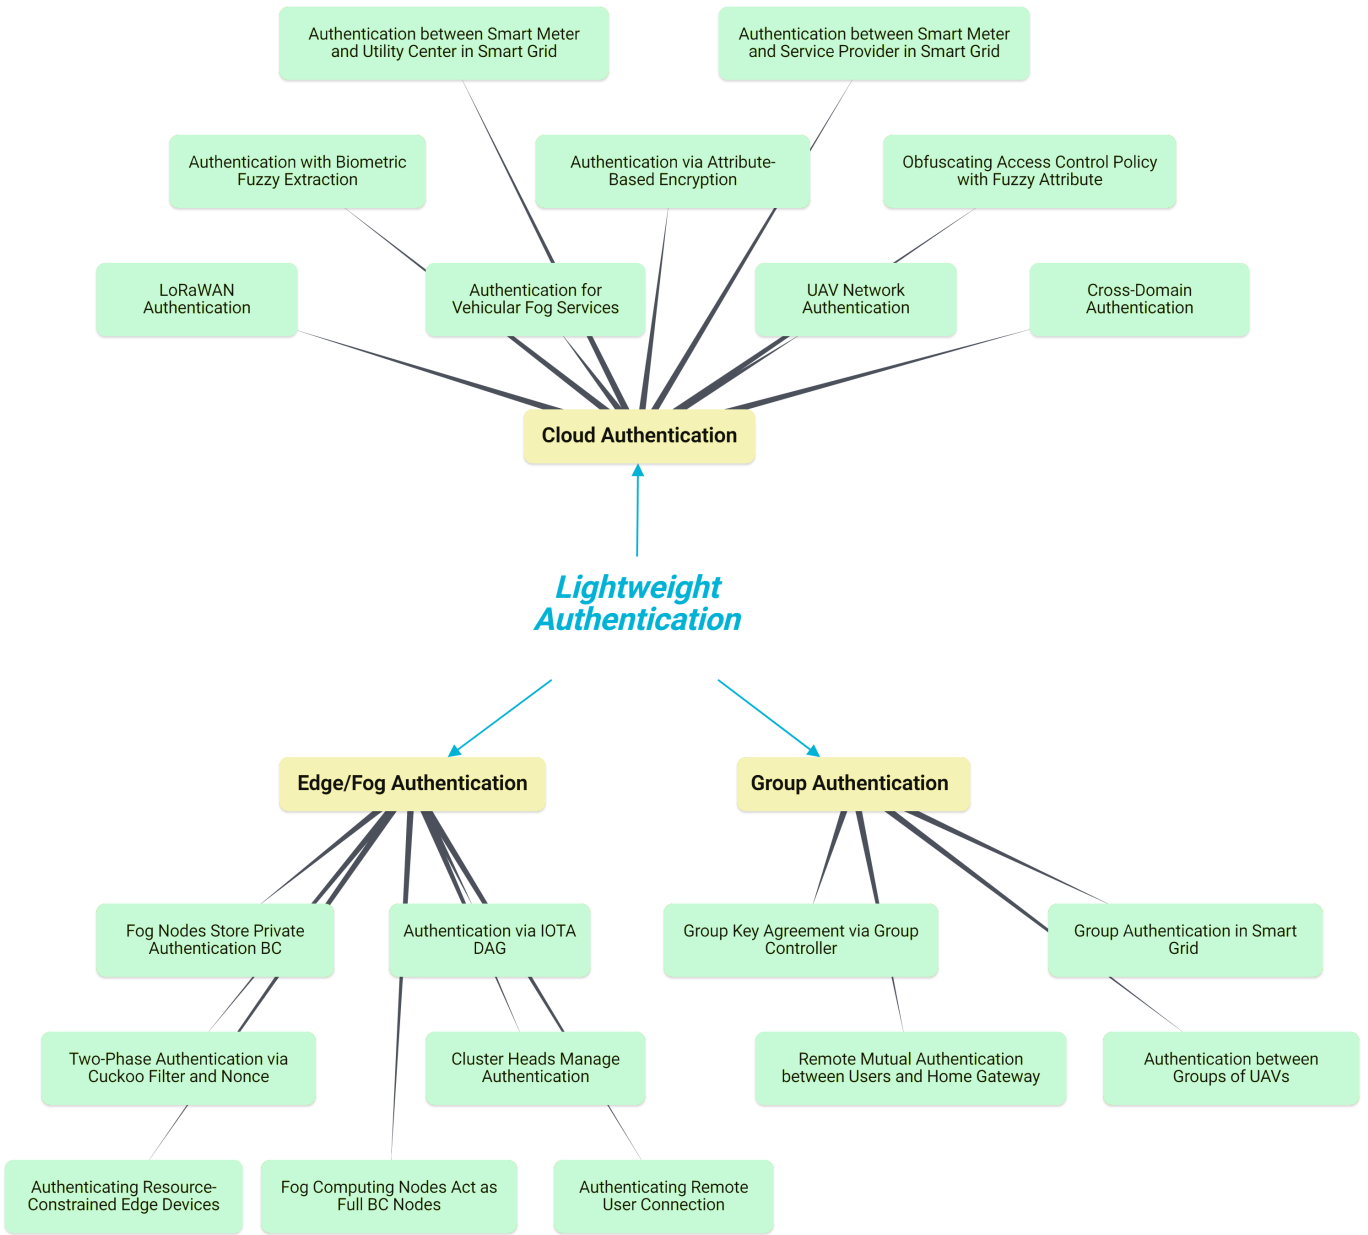 Authentication between Smart Meter
and Utility Center in Smart Grid
Authentication between Smart Meter
and Service Provider in Smart Grid
Authentication with Biometric
Fuzzy Extraction
Authentication via Attribute-
Based Encryption
Obfuscating Access Control Policy
with Fuzzy Attribute
LoRaWAN
Authentication
Authentication for
Vehicular Fog Services
UAV Network
Authentication
Cross-Domain
Authentication
Cloud Authentication
Lightweight
Authentication
Edge/Fog Authentication
Group Authentication
Fog Nodes Store Private
Authentication BC
Authentication via IOTA
DAG
Group Key Agreement via Group
Controller
Group Authentication in Smart
Grid
Two-Phase Authentication via
Cuckoo Filter and Nonce
Cluster Heads Manage
Authentication
Remote Mutual Authentication
between Users and Home Gateway
Authentication between
Groups of UAVs
Authenticating Resource-
Constrained Edge Devices
Fog Computing Nodes Act as
Full BC Nodes
Authenticating Remote
User Connection